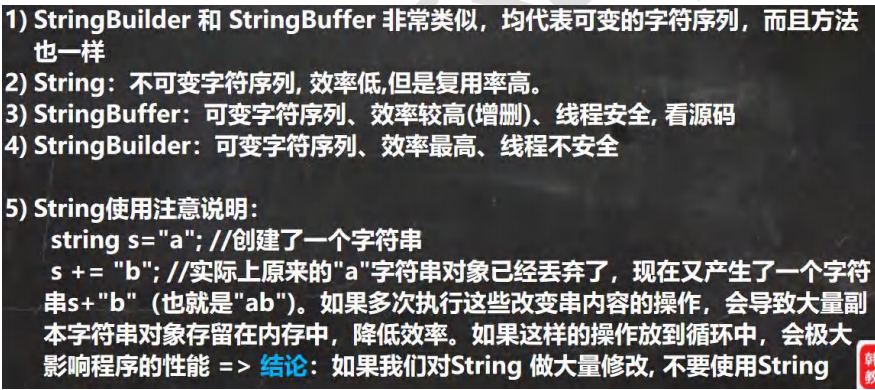 1) StringBuilder 和 StringBuffer 非常类似，均代表可变的字符序列，而且方法
也一样
2) String：不可变字符序列, 效率低,但是复用率高。
3) StringBuffer：可变字符序列、效率较高(增删)、线程安全, 看源码
4) StringBuilder：可变字符序列、效率最高、线程不安全
5) String使用注意说明：
string s="a"; //创建了一个字符串
s += "b"; //实际上原来的"a"字符串对象已经丢弃了，现在又产生了一个字符
串s+"b"（也就是"ab")。如果多次执行这些改变串内容的操作，会导致大量副
本字符串对象存留在内存中，降低效率。如果这样的操作放到循环中，会极大
影响程序的性能 => 结论：如果我们对String 做大量修改, 不要使用String